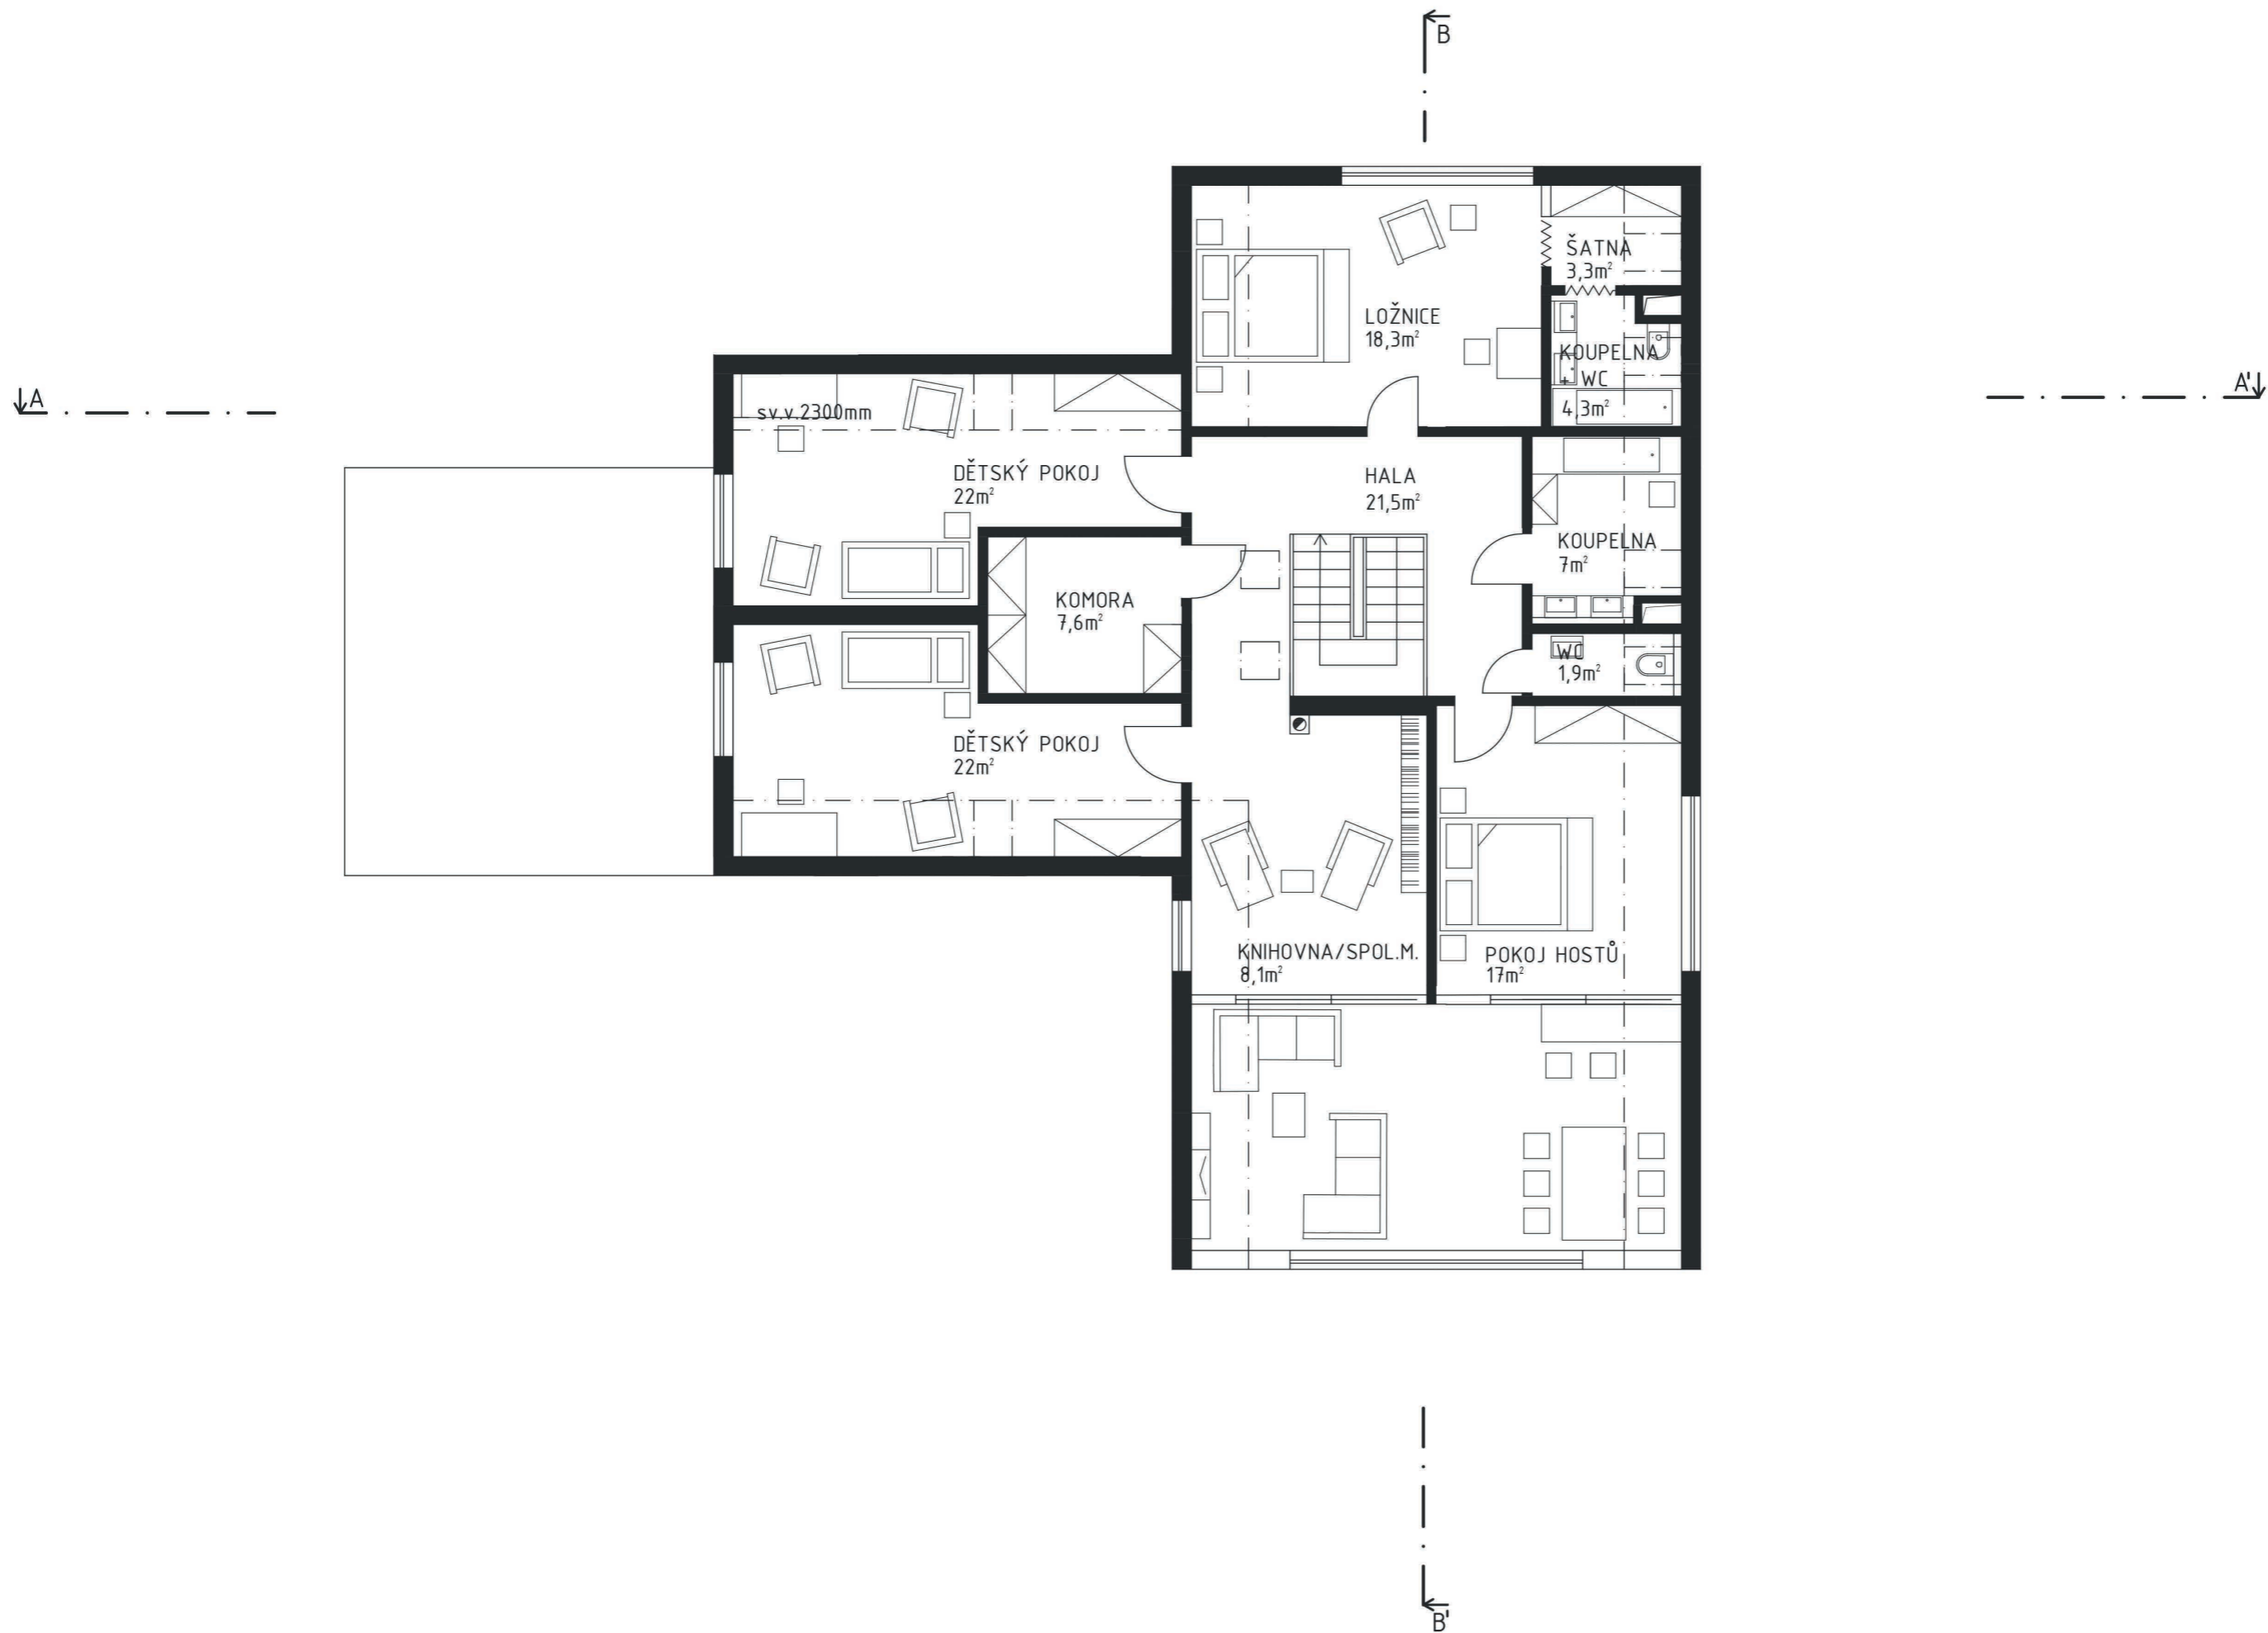 B
ŠATNA
3,3m²
LOŽNICE
18,3m²
KOUPELNA
+ WC
4,3m²
A
A'
sv.v.2300mm
DĚTSKÝ POKOJ
22m²
HALA
21,5m²
KOUPELNA
7m²
KOMORA
7,6m²
WC
1,9m²
DĚTSKÝ POKOJ
22m²
KNIHOVNA/SPOL.M.
8,1m²
POKOJ HOSTŮ
17m²
B'